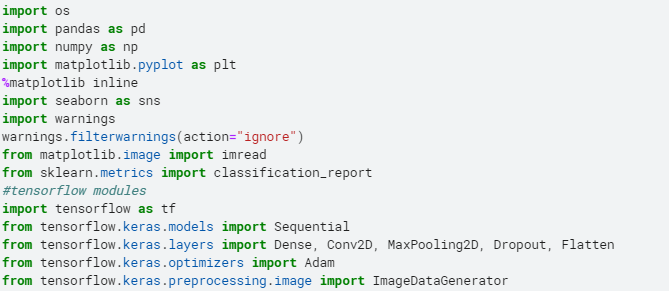 import os
import pandas as pd
import numpy as np
import matplotlib.pyplot as plt
%matplotlib inline
import seaborn as sns
import warnings
warnings.filterwarnings(action="ignore")
from matplotlib.image import imread
from sklearn.metrics import classification_report
#tensorflow modules
import tensorflow as tf
from tensorflow.keras.models import Sequential
from tensorflow.keras.layers import Dense, Conv2D, MaxPooling2D, Dropout, Flatten
from tensorflow.keras.optimizers import Adam
from tensorflow.keras.preprocessing.image import ImageDataGenerator